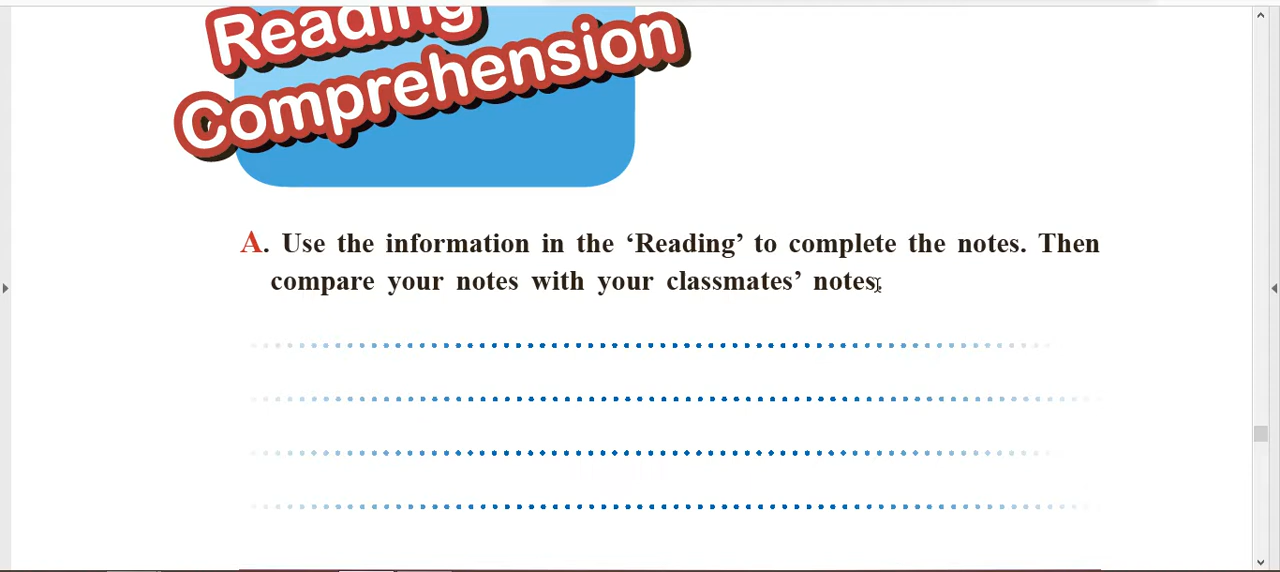 Reading
Comprehension
A. Use the information in the ‘Reading’ to complete the notes. Then
compare your notes with your classmates’ notes.